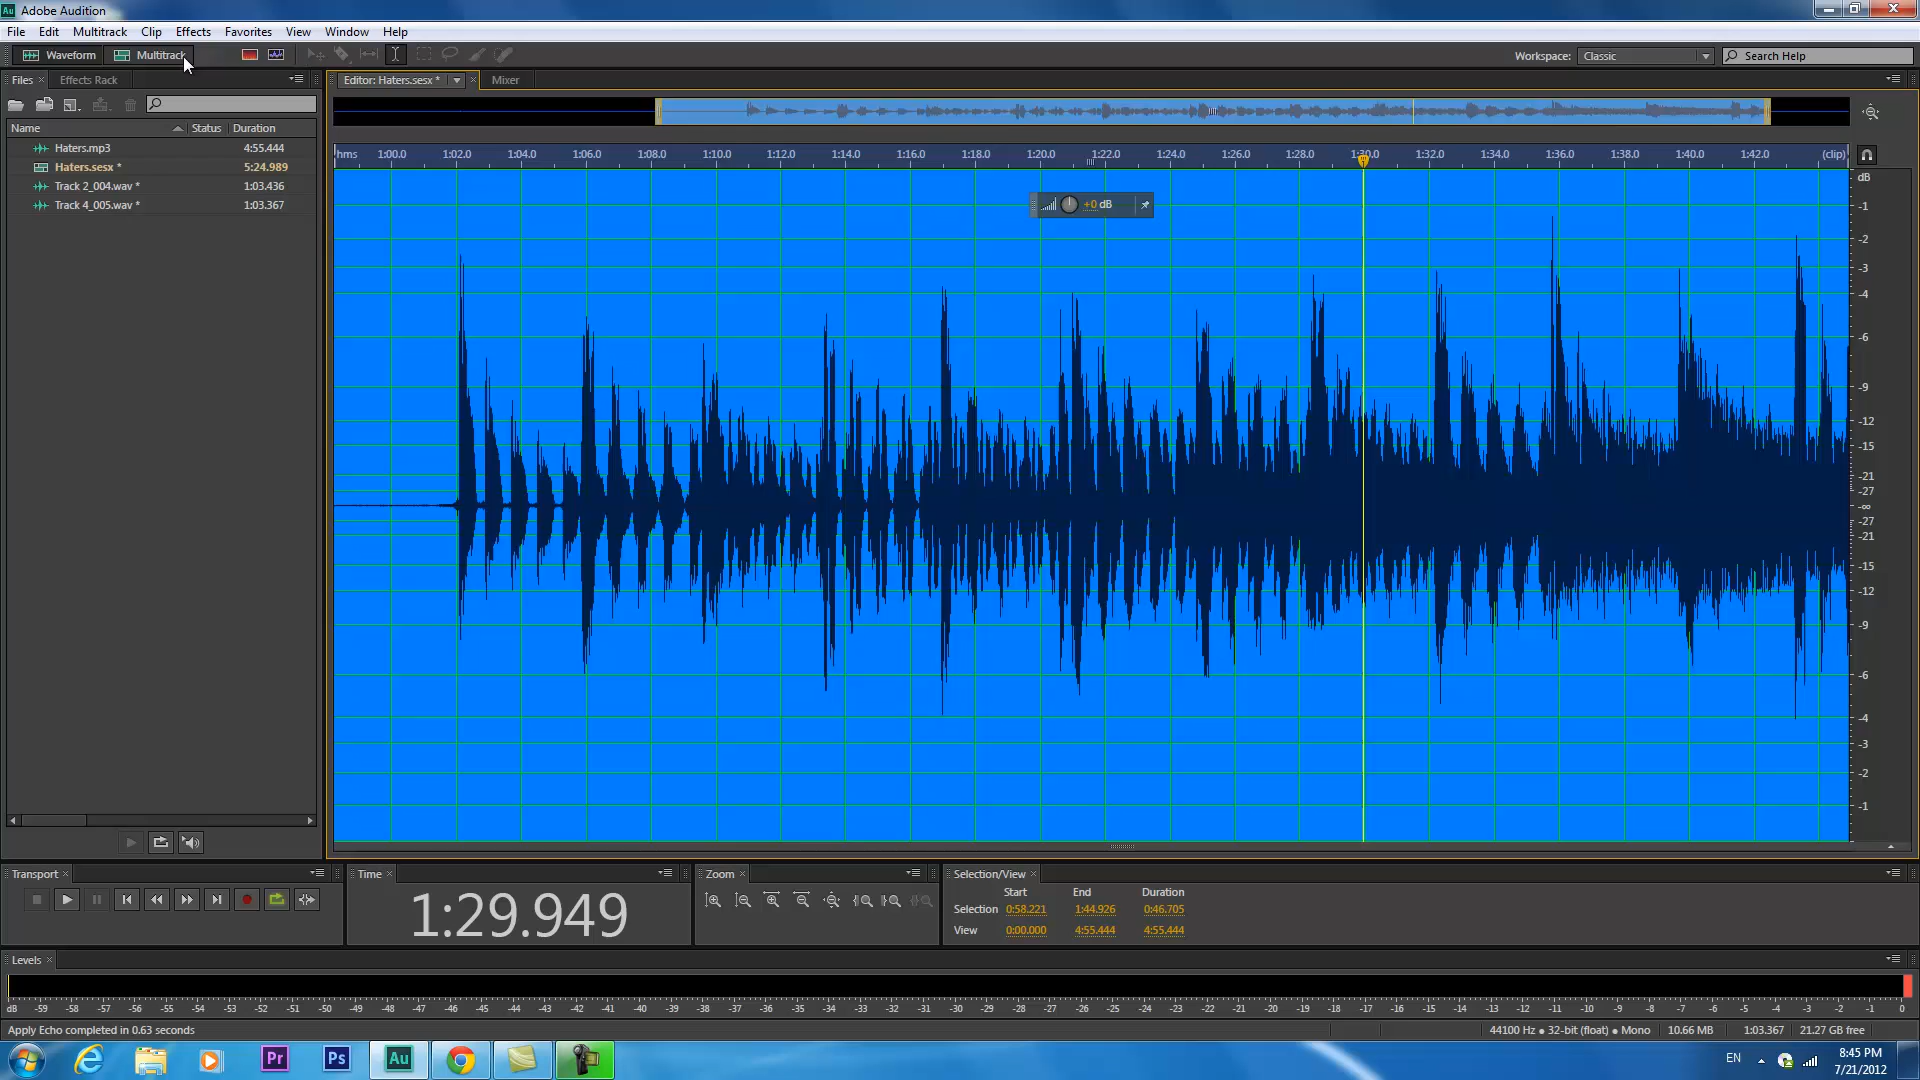 Au Adobe Audition
File Edit Multitrack Clip Effects Favorites View Window Help
Waveform Multitrack Workspace: Classic Search Help
Files × Effects Rack Editor: Haters.sesx * Mixer
Name Status Duration
Haters.mp3 4:55.444
Haters.sesx * 5:24.989
Track 2_004.wav * 1:03.436
Track 4_005.wav * 1:03.367
hms 1:00.0 1:02.0 1:04.0 1:06.0 1:08.0 1:10.0 1:12.0 1:14.0 1:16.0 1:18.0 1:20.0 1:22.0 1:24.0 1:26.0 1:28.0 1:30.0 1:32.0 1:34.0 1:36.0 1:38.0 1:40.0 1:42.0 (clip)
+0 dB
dB
-1
-2
-3
-4
-6
-9
-12
-15
-21
-27
-∞
-27
-21
-15
-12
-9
-6
-4
-3
-2
-1
Transport × Time × Zoom × Selection/View ×
1:29.949
Start End Duration
Selection 0:58.221 1:44.926 0:46.705
View 0:00.000 4:55.444 4:55.444
Levels ×
dB -59 -58 -57 -56 -55 -54 -53 -52 -51 -50 -49 -48 -47 -46 -45 -44 -43 -42 -41 -40 -39 -38 -37 -36 -35 -34 -33 -32 -31 -30 -29 -28 -27 -26 -25 -24 -23 -22 -21 -20 -19 -18 -17 -16 -15 -14 -13 -12 -11 -10 -9 -8 -7 -6 -5 -4 -3 -2 -1 0
Apply Echo completed in 0.63 seconds 44100 Hz ● 32-bit (float) ● Mono 10.66 MB 1:03.367 21.27 GB free
Pr Ps Au EN 8:45 PM
7/21/2012